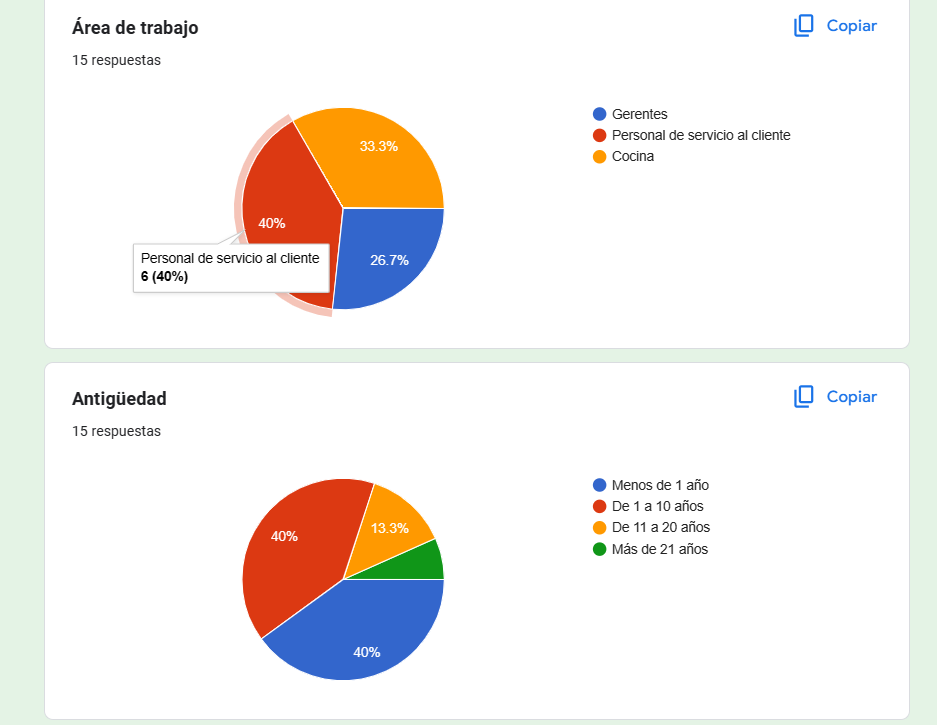 Área de trabajo
Copiar
15 respuestas
Gerentes
Personal de servicio al cliente
Cocina
33.3%
40%
26.7%
Personal de servicio al cliente
6 (40%)
Antigüedad
Copiar
15 respuestas
Menos de 1 año
De 1 a 10 años
De 11 a 20 años
Más de 21 años
13.3%
40%
40%